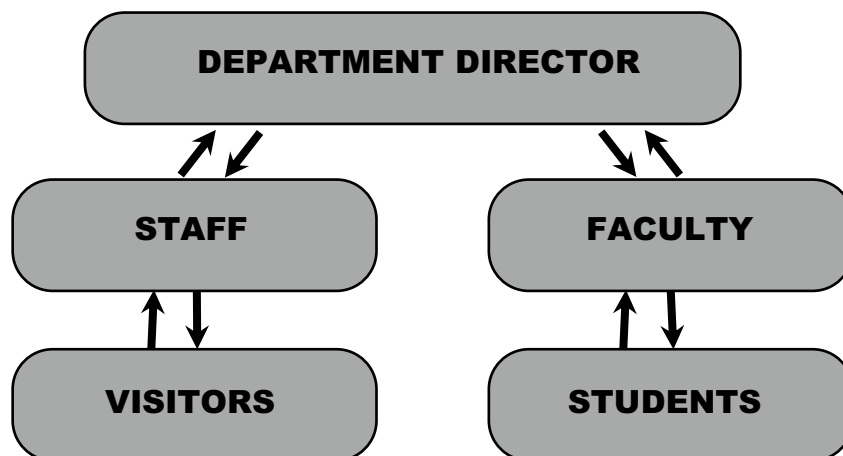 DEPARTMENT DIRECTOR
STAFF
FACULTY
VISITORS
STUDENTS